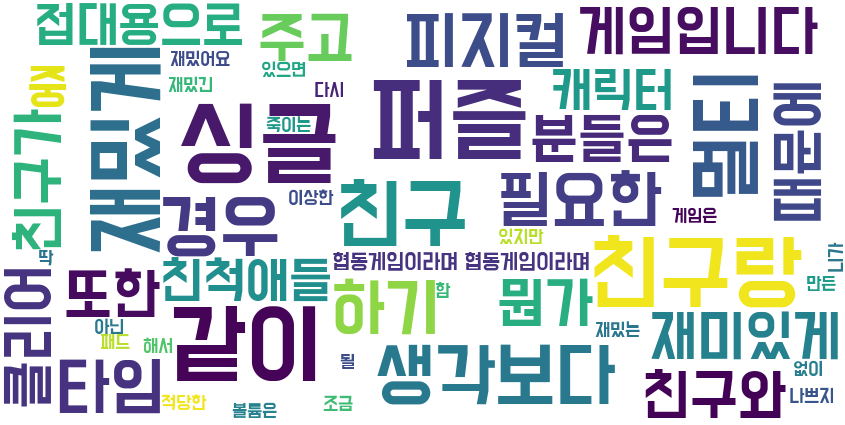 접대용으로
주고
피지컬
게임입니다
재밌어요
있으면
재밌게
중
재밌긴
다시
캐릭터
멀티
때문에
싱글
퍼즐
분들은
죽이는
친구가
이상한
친구
필요한
게임은
경우
있지만
딱
친척애들
협동게임이라며 협동게임이라며
친구랑
니가
클리어
또한
같이
하기
함
뭔가
만든
아닌
패드
해서
재밌는
재미있게
타임
될
생각보다
없이
친구와
나쁘지
적당한
볼륨은
조금